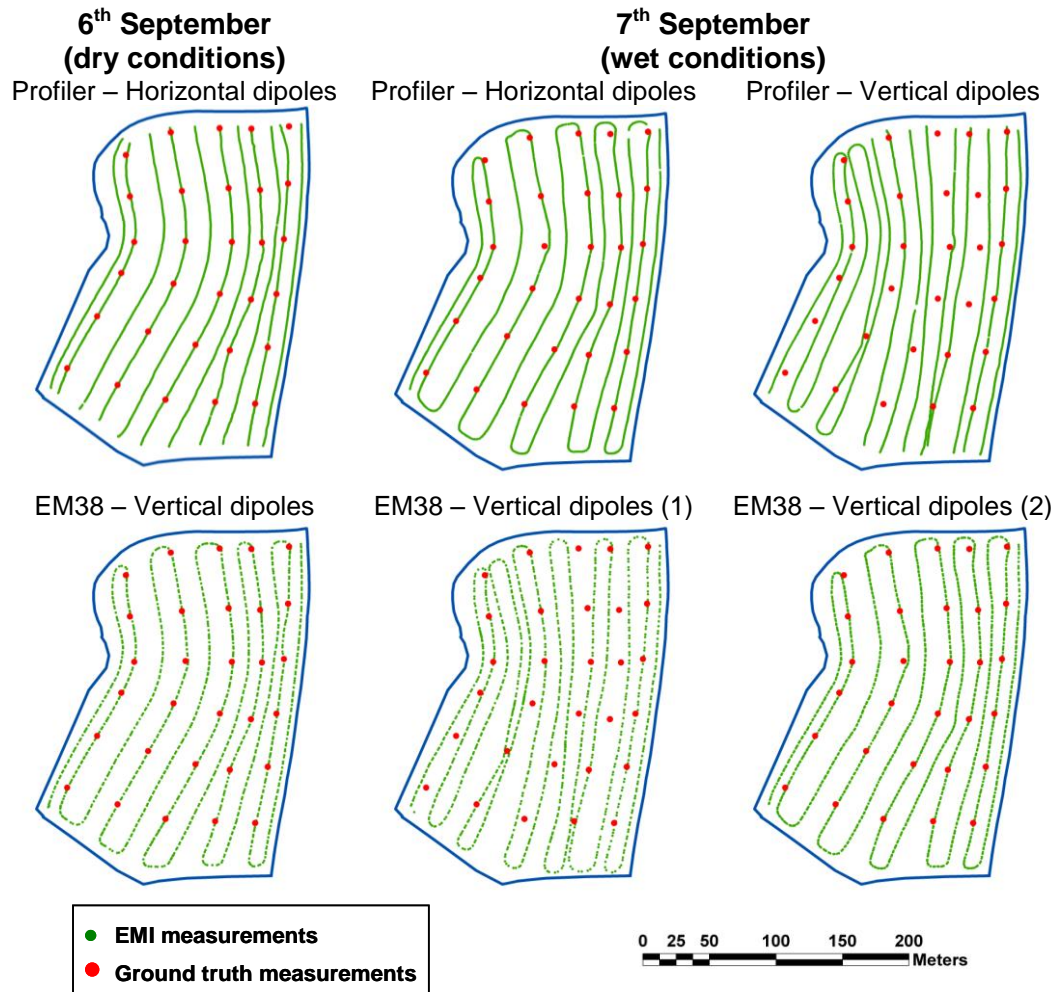 6th September
(dry conditions)
7th September
(wet conditions)
Profiler – Horizontal dipoles
Profiler – Horizontal dipoles
Profiler – Vertical dipoles
EM38 – Vertical dipoles
EM38 – Vertical dipoles (1)
EM38 – Vertical dipoles (2)
EMI measurements
Ground truth measurements
0 25 50 100 150 200
Meters